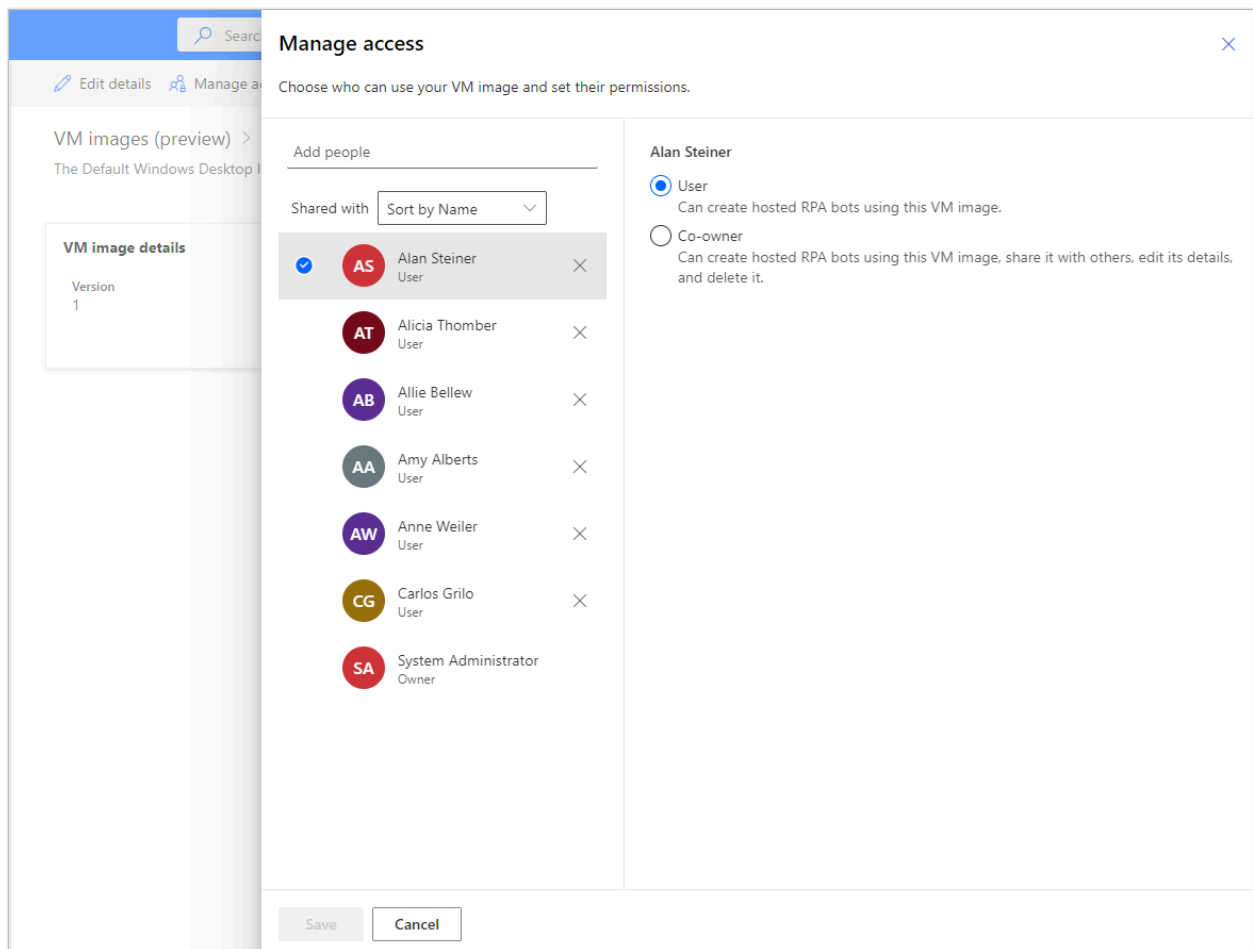 Searc
Manage access
Edit details
Manage a
Choose who can use your VM image and set their permissions.
VM images (preview) >
The Default Windows Desktop I
VM image details
Version
1
Add people
Shared with
Sort by Name
AS
Alan Steiner
User
AT
Alicia Thomber
User
AB
Allie Bellew
User
AA
Amy Alberts
User
AW
Anne Weiler
User
CG
Carlos Grilo
User
SA
System Administrator
Owner
Alan Steiner
User
Can create hosted RPA bots using this VM image.
Co-owner
Can create hosted RPA bots using this VM image, share it with others, edit its details,
and delete it.
Save
Cancel